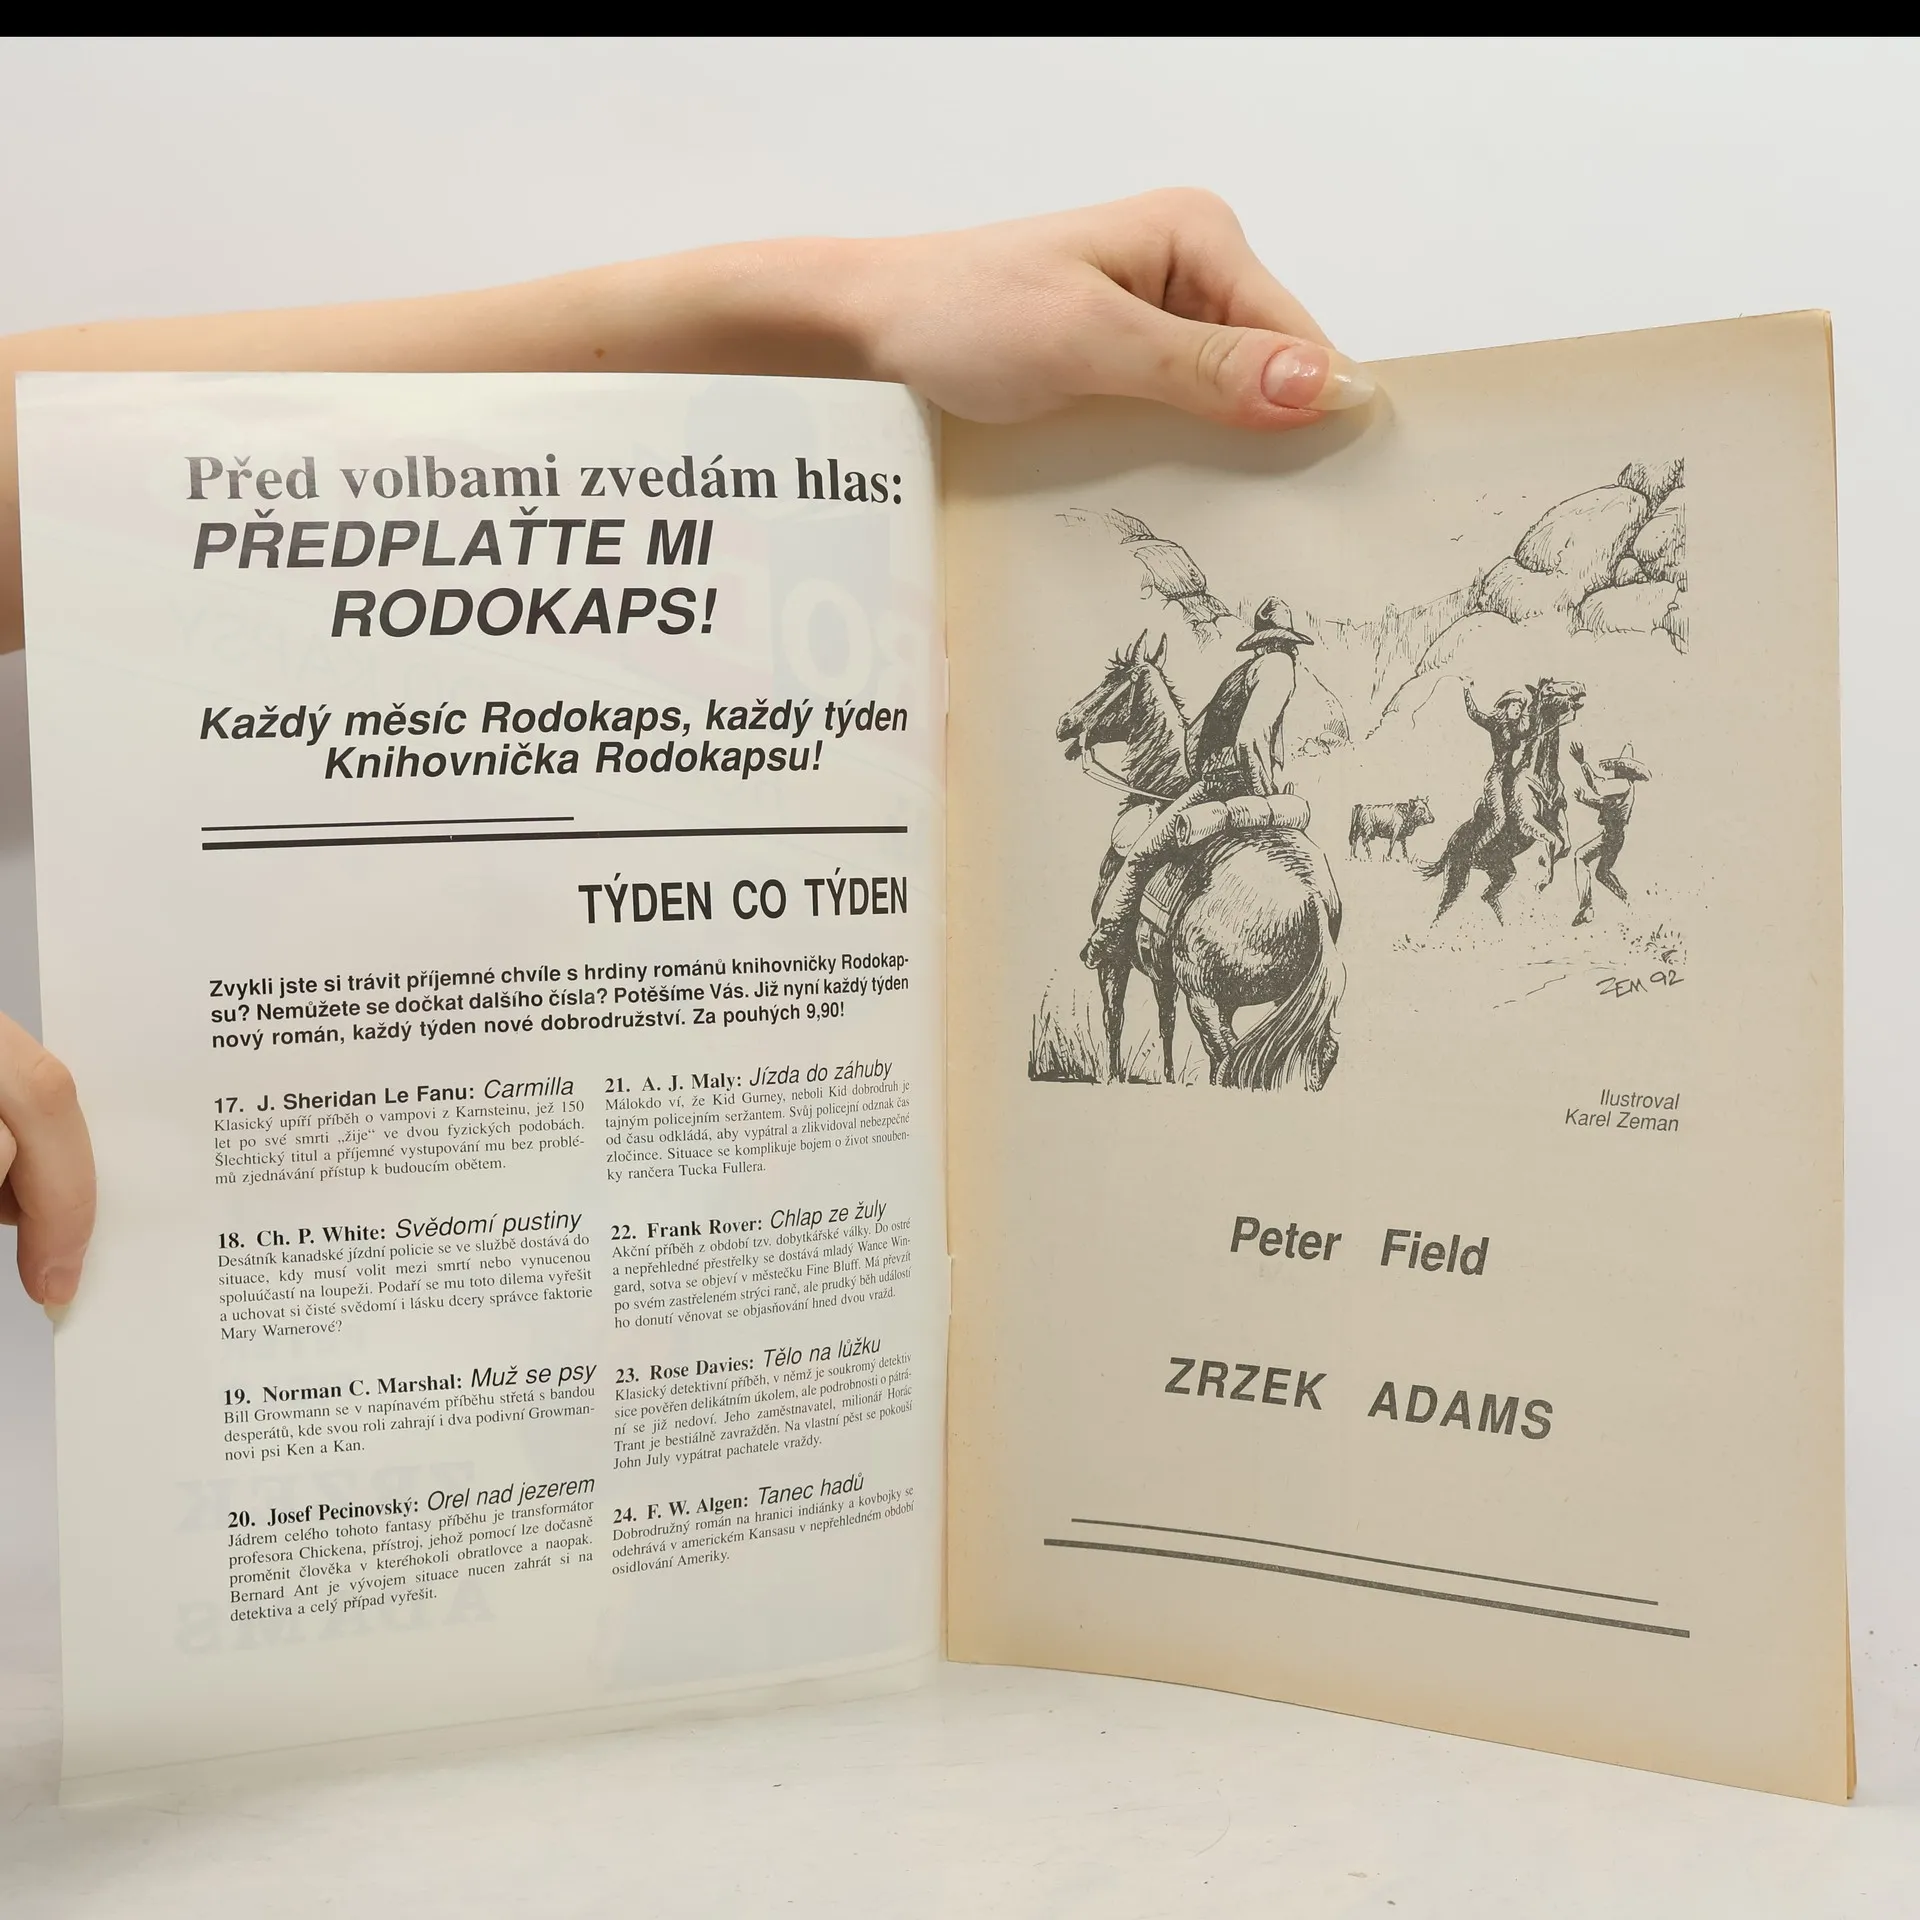 Před volbami zvedám hlas:
PŘEDPLAŤTE MI
RODOKAPS!
Každý měsíc Rodokaps, každý týden
Knihovnička Rodokapsu!
TÝDEN CO TÝDEN
Zvykli jste si trávit příjemné chvíle s hrdiny románů knihovničky Rodokap-
su? Nemůžete se dočkat dalšího čísla? Potěšíme Vás. Již nyní každý týden
nový román, každý týden nové dobrodružství. Za pouhých 9,90!
17. J. Sheridan Le Fanu: Carmilla
Klasický upíří příběh o vampovi z Karnsteinu, jež 150
let po své smrti „žije“ ve dvou fyzických podobách.
Šlechtický titul a příjemné vystupování mu bez problé-
mů zjednávání přístup k budoucím obětem.
18. Ch. P. White: Svědomí pustiny
Desátník kanadské jízdní policie se ve službě dostává do
situace, kdy musí volit mezi smrtí nebo vynucenou
spoluúčastí na loupeži. Podaří se mu toto dilema vyřešit
a uchovat si čisté svědomí i lásku dcery správce faktorie
Mary Warnerové?
19. Norman C. Marshal: Muž se psy
Bill Growmann se v napínavém příběhu střetá s bandou
desperátů, kde svou roli zahrají i dva podivní Growman-
novi psi Ken a Kan.
20. Josef Pecinovský: Orel nad jezerem
Jádrem celého tohoto fantasy příběhu je transformátor
profesora Chickena, přístroj, jehož pomocí lze dočasně
proměnit člověka v kteréhokoli obratlovce a naopak.
Bernard Ant je vývojem situace nucen zahrát si na
detektiva a celý případ vyřešit.
21. A. J. Maly: Jízda do záhuby
Málokdo ví, že Kid Gurney, neboli Kid dobrodruh je
tajným policejním seržantem. Svůj policejní odznak čas
od času odkládá, aby vypátral a zlikvidoval nebezpečné
zločince. Situace se komplikuje bojem o život snouben-
ky rančera Tucka Fullera.
22. Frank Rover: Chlap ze žuly
Akční příběh z období tzv. dobytkářské války. Do ostré
a nepřehledné přestřelky se dostává mladý Wance Win-
gard, sotva se objeví v městečku Fine Bluff. Má převzít
po svém zastřeleném strýci ranč, ale prudký běh událostí
ho donutí věnovat se objasňování hned dvou vražd.
23. Rose Davies: Tělo na lůžku
Klasický detektivní příběh, v němž je soukromý detektiv
sice pověřen delikátním úkolem, ale podrobnosti o pátrá-
ní se již nedoví. Jeho zaměstnavatel, milionář Horác
Trant je bestiálně zavražděn. Na vlastní pěst se pokouší
John July vypátrat pachatele vraždy.
24. F. W. Algen: Tanec hadů
Dobrodružný román na hranici indiánky a kovbojky se
odehrává v americkém Kansasu v nepřehledném období
osidlování Ameriky.
ZEM 92
Ilustroval
Karel Zeman
Peter Field
ZRZEK ADAMS